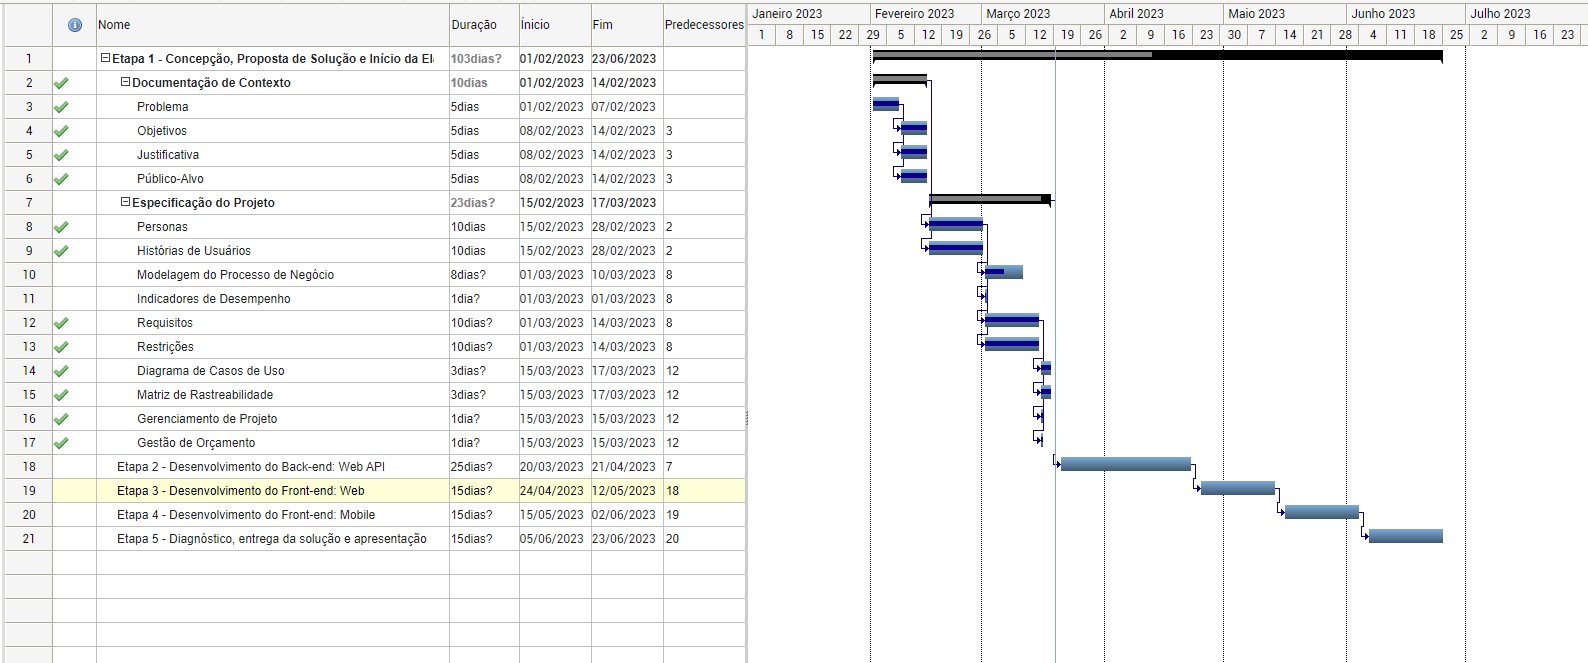 Janeiro 2023 Fevereiro 2023 Março 2023 Abril 2023 Maio 2023 Junho 2023 Julho 2023
Nome Duração Ínicio Fim Predecessores
1 8 15 22 29 5 12 19 26 5 12 19 26 2 9 16 23 30 7 14 21 28 4 11 18 25 2 9 16 23
1 Etapa 1 - Concepção, Proposta de Solução e Início da El 103dias? 01/02/2023 23/06/2023
2 Documentação de Contexto 10dias 01/02/2023 14/02/2023
3 Problema 5dias 01/02/2023 07/02/2023
4 Objetivos 5dias 08/02/2023 14/02/2023 3
5 Justificativa 5dias 08/02/2023 14/02/2023 3
6 Público-Alvo 5dias 08/02/2023 14/02/2023 3
7 Especificação do Projeto 23dias? 15/02/2023 17/03/2023
8 Personas 10dias 15/02/2023 28/02/2023 2
9 Histórias de Usuários 10dias 15/02/2023 28/02/2023 2
10 Modelagem do Processo de Negócio 8dias? 01/03/2023 10/03/2023 8
11 Indicadores de Desempenho 1dia? 01/03/2023 01/03/2023 8
12 Requisitos 10dias? 01/03/2023 14/03/2023 8
13 Restrições 10dias? 01/03/2023 14/03/2023 8
14 Diagrama de Casos de Uso 3dias? 15/03/2023 17/03/2023 12
15 Matriz de Rastreabilidade 3dias? 15/03/2023 17/03/2023 12
16 Gerenciamento de Projeto 1dia? 15/03/2023 15/03/2023 12
17 Gestão de Orçamento 1dia? 15/03/2023 15/03/2023 12
18 Etapa 2 - Desenvolvimento do Back-end: Web API 25dias? 20/03/2023 21/04/2023 7
19 Etapa 3 - Desenvolvimento do Front-end: Web 15dias? 24/04/2023 12/05/2023 18
20 Etapa 4 - Desenvolvimento do Front-end: Mobile 15dias? 15/05/2023 02/06/2023 19
21 Etapa 5 - Diagnóstico, entrega da solução e apresentação 15dias? 05/06/2023 23/06/2023 20